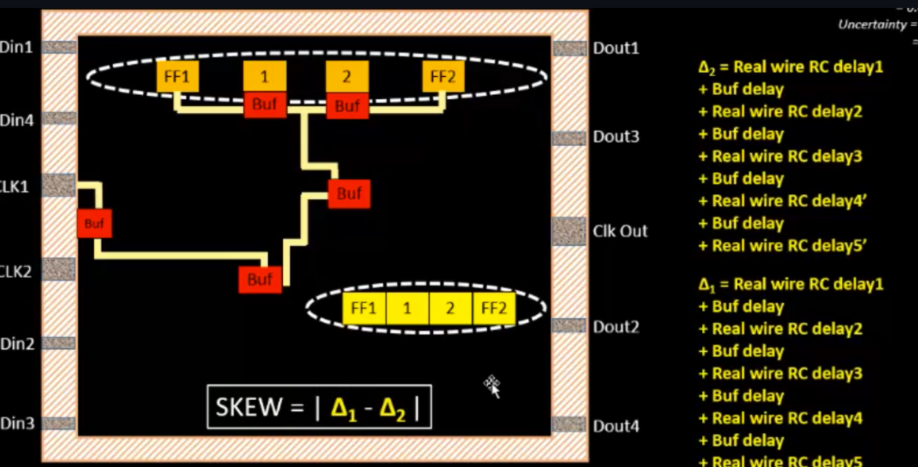 Uncertainty =
=
Din1
Din4
CLK1
CLK2
Din2
Din3
FF1
1
2
FF2
Buf
Buf
Buf
Buf
Buf
FF1
1
2
FF2
SKEW = | Δ1 - Δ2 |
Dout1
Dout3
Clk Out
Dout2
Dout4
Δ2 = Real wire RC delay1
+ Buf delay
+ Real wire RC delay2
+ Buf delay
+ Real wire RC delay3
+ Buf delay
+ Real wire RC delay4’
+ Buf delay
+ Real wire RC delay5’
Δ1 = Real wire RC delay1
+ Buf delay
+ Real wire RC delay2
+ Buf delay
+ Real wire RC delay3
+ Buf delay
+ Real wire RC delay4
+ Buf delay
+ Real wire RC delay5